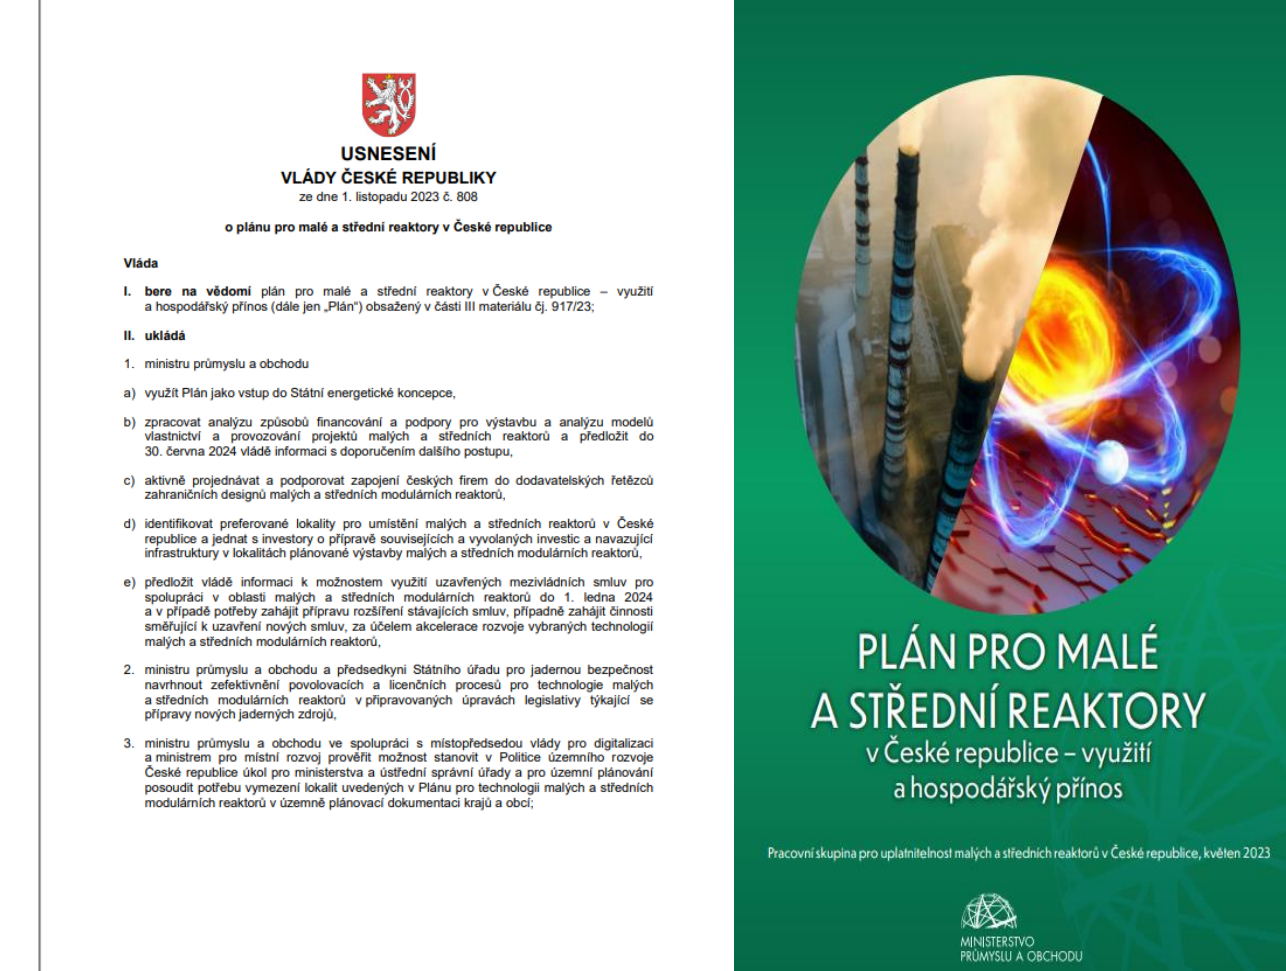 USNESENÍ
VLÁDY ČESKÉ REPUBLIKY
ze dne 1. listopadu 2023 č. 808
o plánu pro malé a střední reaktory v České republice
Vláda
I. bere na vědomí plán pro malé a střední reaktory v České republice – využití
a hospodářský přínos (dále jen „Plán“) obsažený v části III materiálu čj. 917/23;
II. ukládá
1. ministru průmyslu a obchodu
a) využít Plán jako vstup do Státní energetické koncepce,
b) zpracovat analýzu způsobů financování a podpory pro výstavbu a analýzu modelů
vlastnictví a provozování projektů malých a středních reaktorů a předložit do
30. června 2024 vládě informaci s doporučením dalšího postupu,
c) aktivně projednávat a podporovat zapojení českých firem do dodavatelských řetězců
zahraničních designů malých a středních modulárních reaktorů,
d) identifikovat preferované lokality pro umístění malých a středních reaktorů v České
republice a jednat s investory o přípravě souvisejících a vyvolaných investic a navazující
infrastruktury v lokalitách plánované výstavby malých a středních modulárních reaktorů,
e) předložit vládě informaci k možnostem využití uzavřených mezivládních smluv pro
spolupráci v oblasti malých a středních modulárních reaktorů do 1. ledna 2024
a v případě potřeby zahájit přípravu rozšíření stávajících smluv, případně zahájit činnosti
směřující k uzavření nových smluv, za účelem akcelerace rozvoje vybraných technologií
malých a středních modulárních reaktorů,
2. ministru průmyslu a obchodu a předsedkyni Státního úřadu pro jadernou bezpečnost
navrhnout zefektivnění povolovacích a licenčních procesů pro technologie malých
a středních modulárních reaktorů v připravovaných úpravách legislativy týkající se
přípravy nových jaderných zdrojů,
3. ministru průmyslu a obchodu ve spolupráci s místopředsedou vlády pro digitalizaci
a ministrem pro místní rozvoj prověřit možnost stanovit v Politice územního rozvoje
České republice úkol pro ministerstva a ústřední správní úřady a pro územní plánování
posoudit potřebu vymezení lokalit uvedených v Plánu pro technologii malých a středních
modulárních reaktorů v územně plánovací dokumentaci krajů a obcí;
PLÁN PRO MALÉ
A STŘEDNÍ REAKTORY
v České republice – využití
a hospodářský přínos
Pracovní skupina pro uplatnitelnost malých a středních reaktorů v České republice, květen 2023
MINISTERSTVO
PRŮMYSLU A OBCHODU